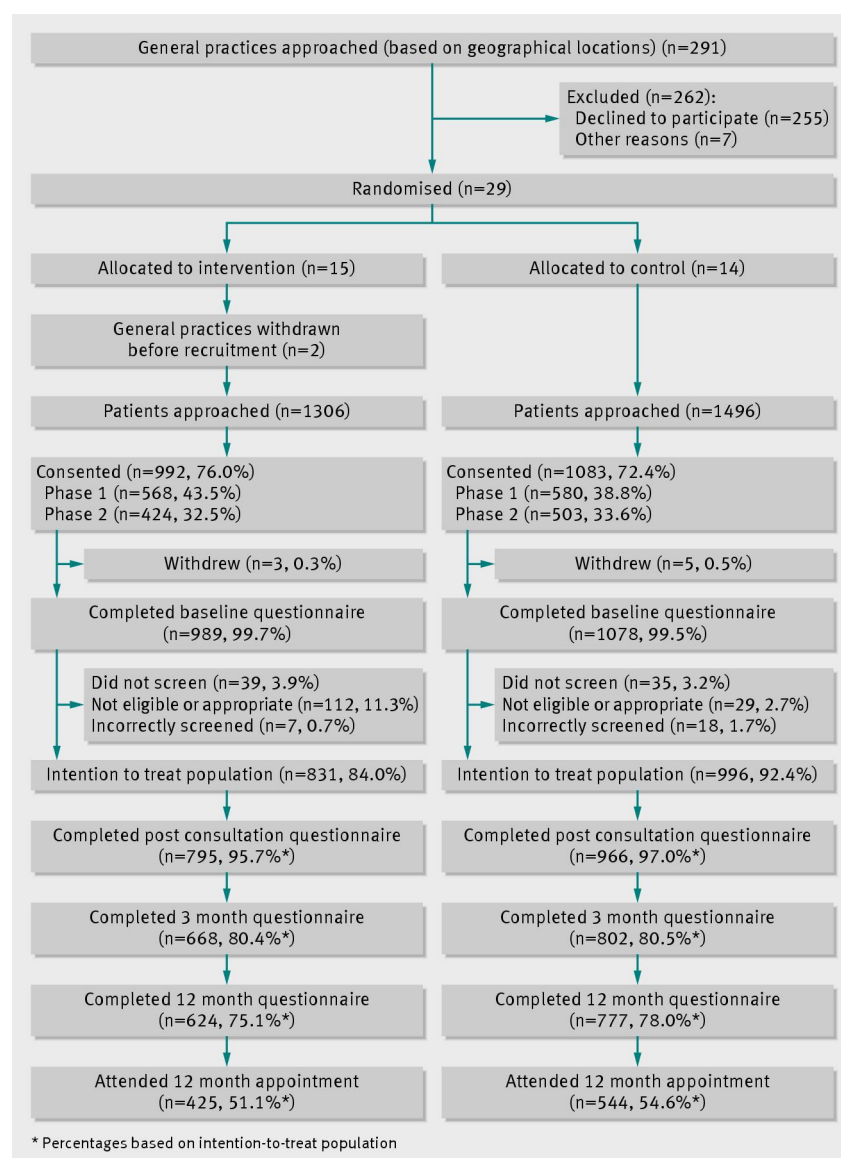 General practices approached (based on geographical locations) (n=291)
Excluded (n=262):
Declined to participate (n=255)
Other reasons (n=7)
Randomised (n=29)
Allocated to intervention (n=15)
Allocated to control (n=14)
General practices withdrawn
before recruitment (n=2)
Patients approached (n=1306)
Patients approached (n=1496)
Consented (n=992, 76.0%)
Phase 1 (n=568, 43.5%)
Phase 2 (n=424, 32.5%)
Consented (n=1083, 72.4%)
Phase 1 (n=580, 38.8%)
Phase 2 (n=503, 33.6%)
Withdrew (n=3, 0.3%)
Withdrew (n=5, 0.5%)
Completed baseline questionnaire
(n=989, 99.7%)
Completed baseline questionnaire
(n=1078, 99.5%)
Did not screen (n=39, 3.9%)
Not eligible or appropriate (n=112, 11.3%)
Incorrectly screened (n=7, 0.7%)
Did not screen (n=35, 3.2%)
Not eligible or appropriate (n=29, 2.7%)
Incorrectly screened (n=18, 1.7%)
Intention to treat population (n=831, 84.0%)
Intention to treat population (n=996, 92.4%)
Completed post consultation questionnaire
(n=795, 95.7%*)
Completed post consultation questionnaire
(n=966, 97.0%*)
Completed 3 month questionnaire
(n=668, 80.4%*)
Completed 3 month questionnaire
(n=802, 80.5%*)
Completed 12 month questionnaire
(n=624, 75.1%*)
Completed 12 month questionnaire
(n=777, 78.0%*)
Attended 12 month appointment
(n=425, 51.1%*)
Attended 12 month appointment
(n=544, 54.6%*)
* Percentages based on intention-to-treat population